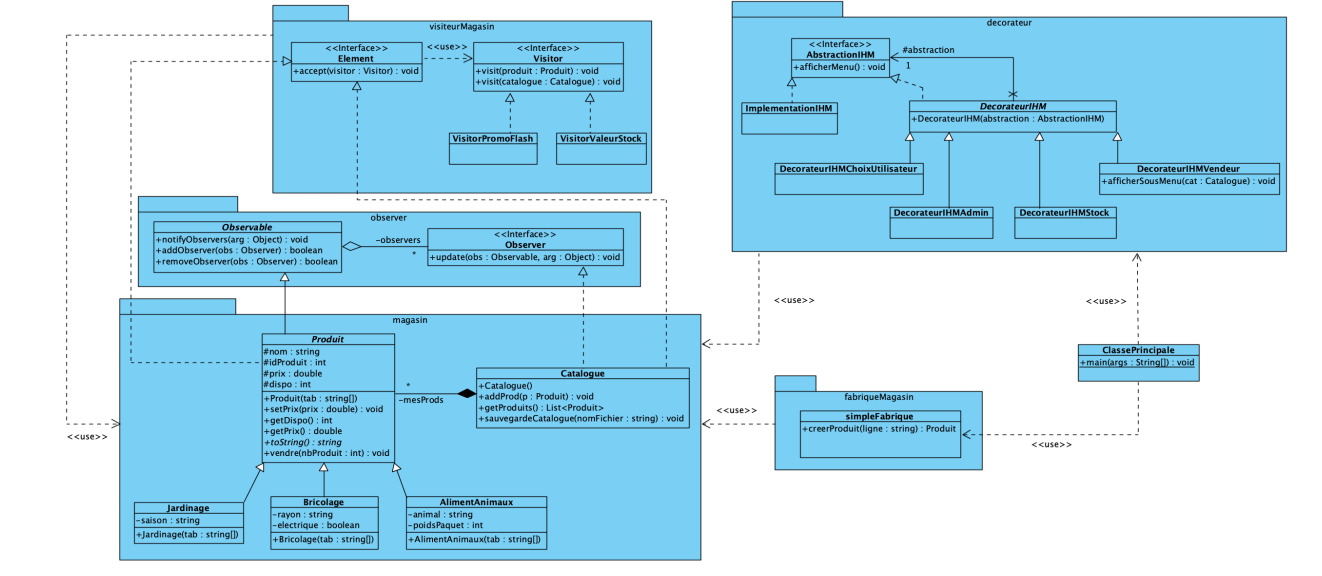 visiteurMagasin
<<Interface>>
Element
+accept(visitor : Visitor) : void
<<use>>
<<Interface>>
Visitor
+visit(produit : Produit) : void
+visit(catalogue : Catalogue) : void
VisitorPromoFlash
VisitorValeurStock
decorateur
<<Interface>>
AbstractionIHM
+afficherMenu() : void
#abstraction
1
ImplementationIHM
DecorateurIHM
+DecorateurIHM(abstraction : AbstractionIHM)
DecorateurIHMChoixUtilisateur
DecorateurIHMVendeur
+afficherSousMenu(cat : Catalogue) : void
DecorateurIHMAdmin
DecorateurIHMStock
observer
Observable
+notifyObservers(arg : Object) : void
+addObserver(obs : Observer) : boolean
+removeObserver(obs : Observer) : boolean
-observers
*
<<Interface>>
Observer
+update(obs : Observable, arg : Object) : void
<<use>>
<<use>>
magasin
Produit
#nom : string
#idProduit : int
#prix : double
#dispo : int
+Produit(tab : string[])
+setPrix(prix : double) : void
+getDispo() : int
+getPrix() : double
+toString() : string
+vendre(nbProduit : int) : void
*
-mesProds
Catalogue
+Catalogue()
+addProd(p : Produit) : void
+getProduits() : List<Produit>
+sauvegardeCatalogue(nomFichier : string) : void
ClassePrincipale
+main(args : String[]) : void
fabriqueMagasin
simpleFabrique
+creerProduit(ligne : string) : Produit
<<use>>
<<use>>
<<use>>
Jardinage
-saison : string
+Jardinage(tab : string[])
Bricolage
-rayon : string
-electrique : boolean
+Bricolage(tab : string[])
AlimentAnimaux
-animal : string
-poidsPaquet : int
+AlimentAnimaux(tab : string[])